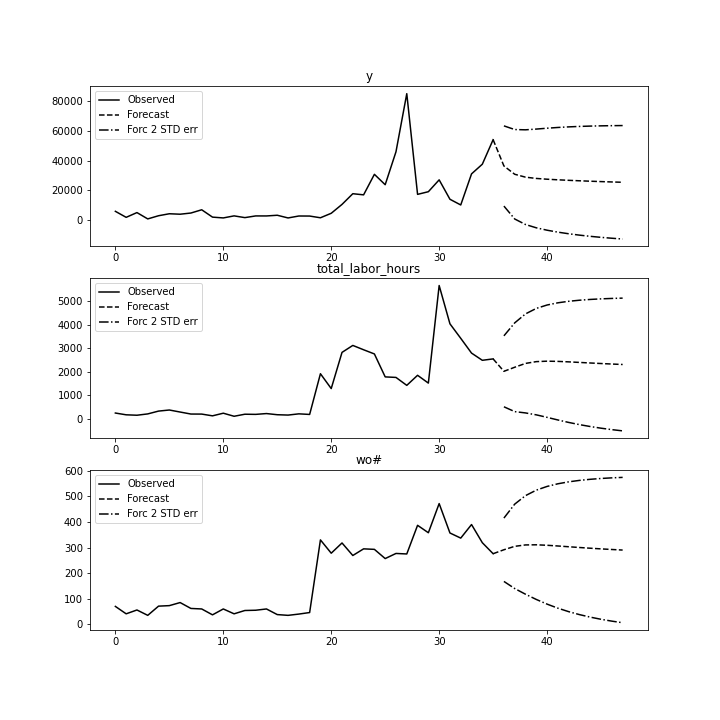 y
Observed
Forecast
Forc 2 STD err
80000
60000
40000
20000
0
0 10 20 30 40
total_labor_hours
Observed
Forecast
Forc 2 STD err
5000
4000
3000
2000
1000
0
0 10 20 30 40
wo#
Observed
Forecast
Forc 2 STD err
600
500
400
300
200
100
0
0 10 20 30 40